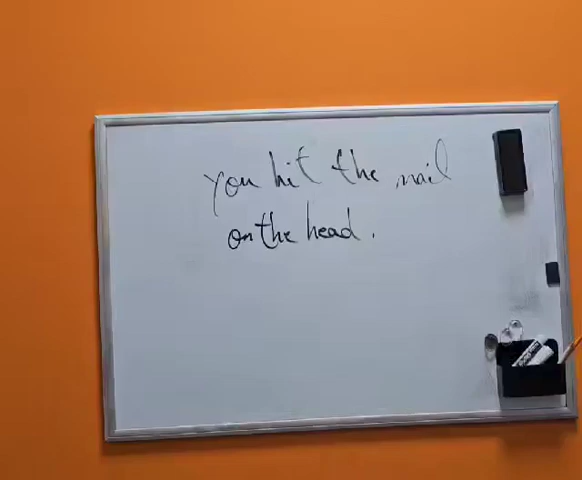 you hit the nail
on the head.